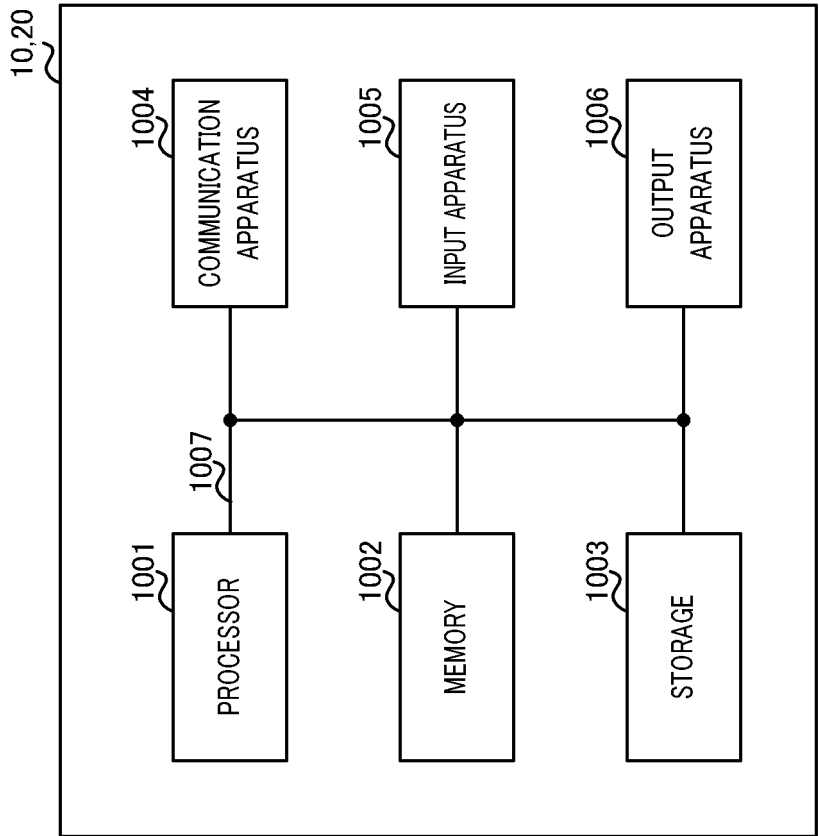 10,20
1001
PROCESSOR
1007
1004
COMMUNICATION
APPARATUS
1002
MEMORY
1005
INPUT APPARATUS
1003
STORAGE
1006
OUTPUT
APPARATUS